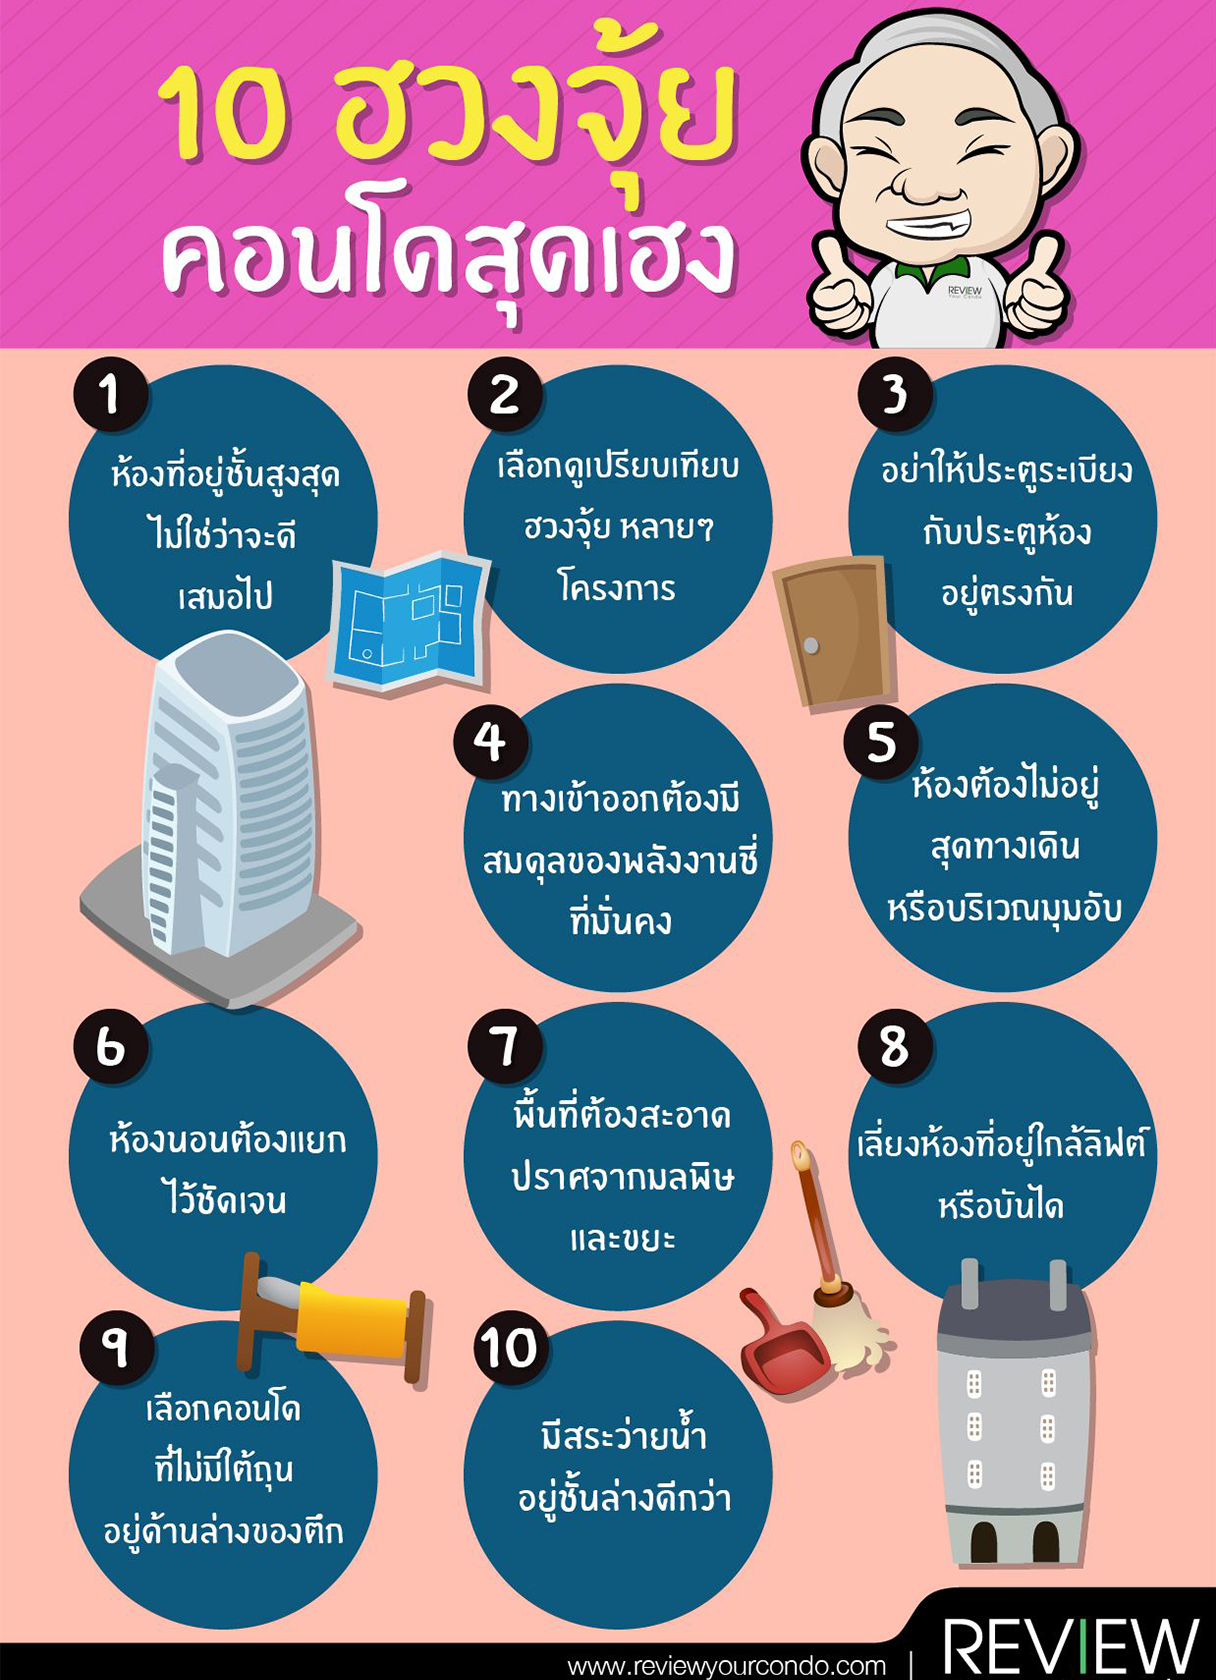 10 ฮวงจุ้ย
คอนโดสุดเฮง
REVIEW
Your Condo
1
ห้องที่อยู่ชั้นสูงสุด
ไม่ใช่ว่าจะดี
เสมอไป
2
เลือกดูเปรียบเทียบ
ฮวงจุ้ย หลายๆ
โครงการ
3
อย่าให้ประตูระเบียง
กับประตูห้อง
อยู่ตรงกัน
4
ทางเข้าออกต้องมี
สมดุลของพลังงานชี่
ที่มั่นคง
5
ห้องต้องไม่อยู่
สุดทางเดิน
หรือบริเวณมุมอับ
6
ห้องนอนต้องแยก
ไว้ชัดเจน
7
พื้นที่ต้องสะอาด
ปราศจากมลพิษ
และขยะ
8
เลี่ยงห้องที่อยู่ใกล้ลิฟต์
หรือบันได
9
เลือกคอนโด
ที่ไม่มีใต้ถุน
อยู่ด้านล่างของตึก
10
มีสระว่ายน้ำ
อยู่ชั้นล่างดีกว่า
www.reviewyourcondo.com
REVIEW